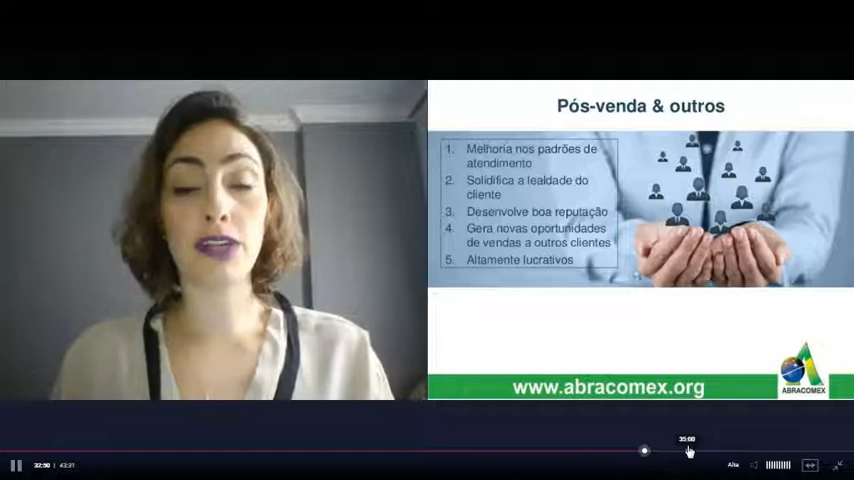 Pós-venda & outros
1. Melhoria nos padrões de
atendimento
2. Solidifica a lealdade do
cliente
3. Desenvolve boa reputação
4. Gera novas oportunidades
de vendas a outros clientes
5. Altamente lucrativos
www.abracomex.org
ABRACOMEX
35:00
32:50 | 43:31
Alta